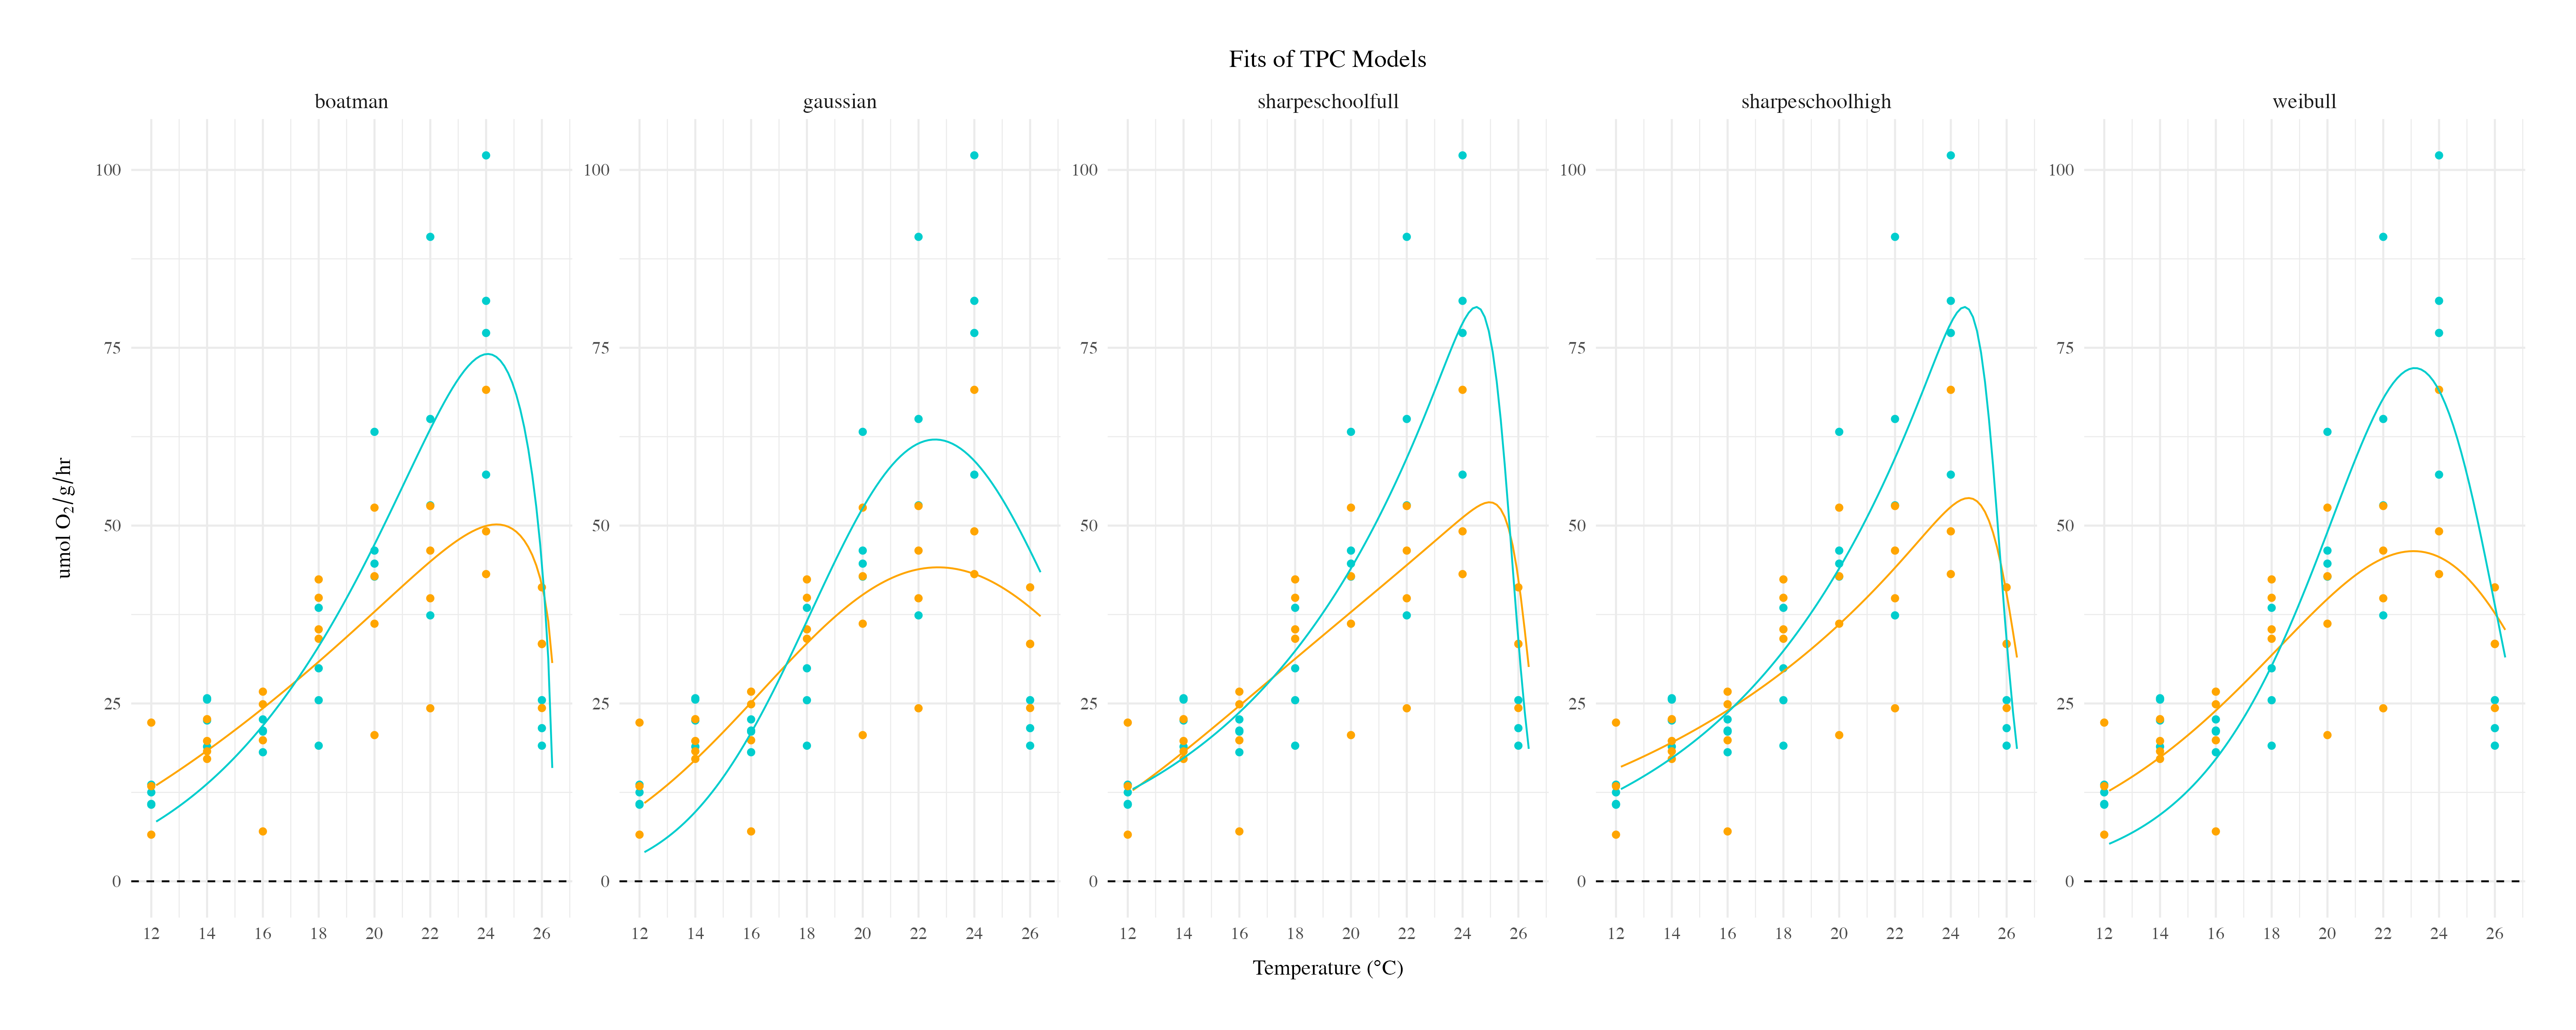 Fits of TPC Models
boatman gaussian sharpeschoolfull sharpeschoolhigh weibull
100 100 100 100 100
75 75 75 75 75
umol O₂/g/hr
50 50 50 50 50
25 25 25 25 25
0 0 0 0 0
12 14 16 18 20 22 24 26 12 14 16 18 20 22 24 26 12 14 16 18 20 22 24 26 12 14 16 18 20 22 24 26 12 14 16 18 20 22 24 26
Temperature (°C)